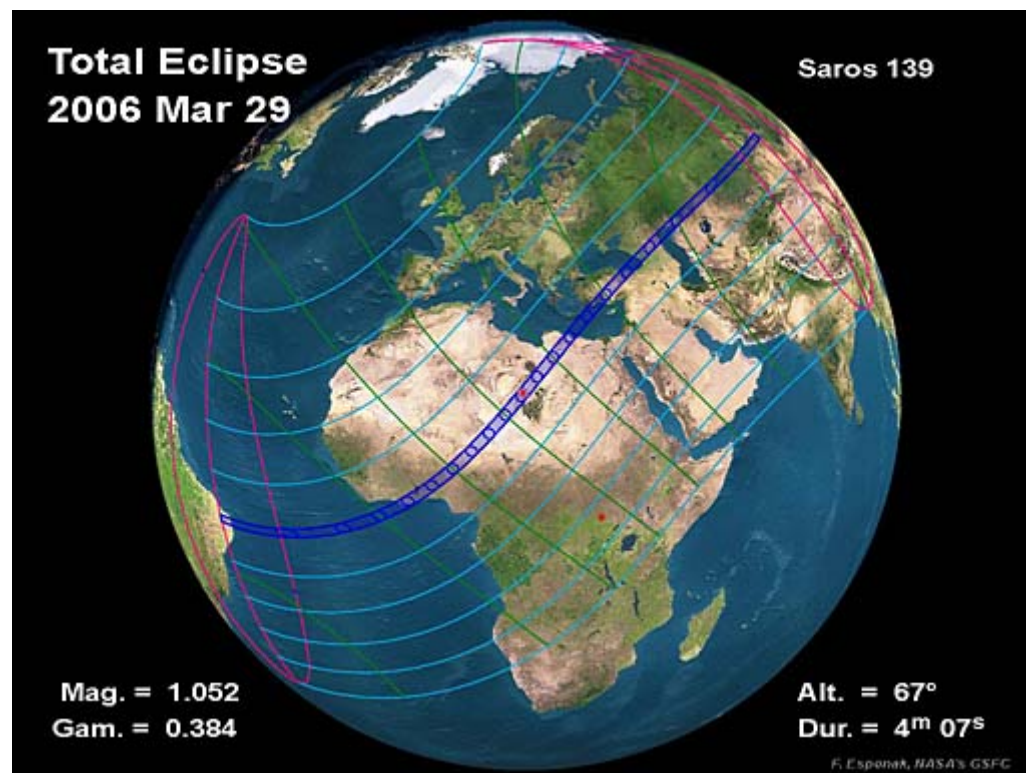 Total Eclipse
2006 Mar 29
Saros 139
Mag. = 1.052
Gam. = 0.384
Alt. = 67°
Dur. = 4ᵐ 07ˢ
F. Espenak, NASA's GSFC